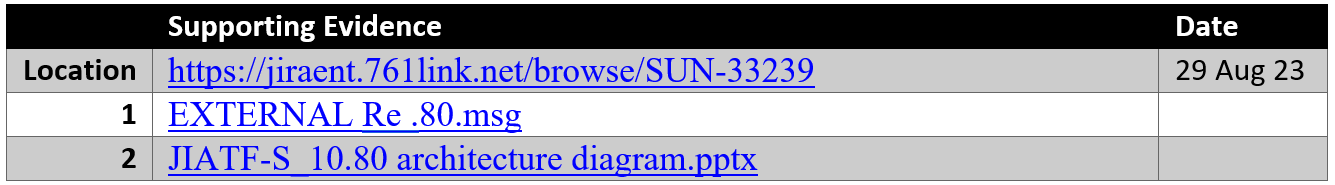 Supporting Evidence Date
Location https://jiraent.761link.net/browse/SUN-33239 29 Aug 23
1 EXTERNAL Re .80.msg
2 JIATF-S_10.80 architecture diagram.pptx